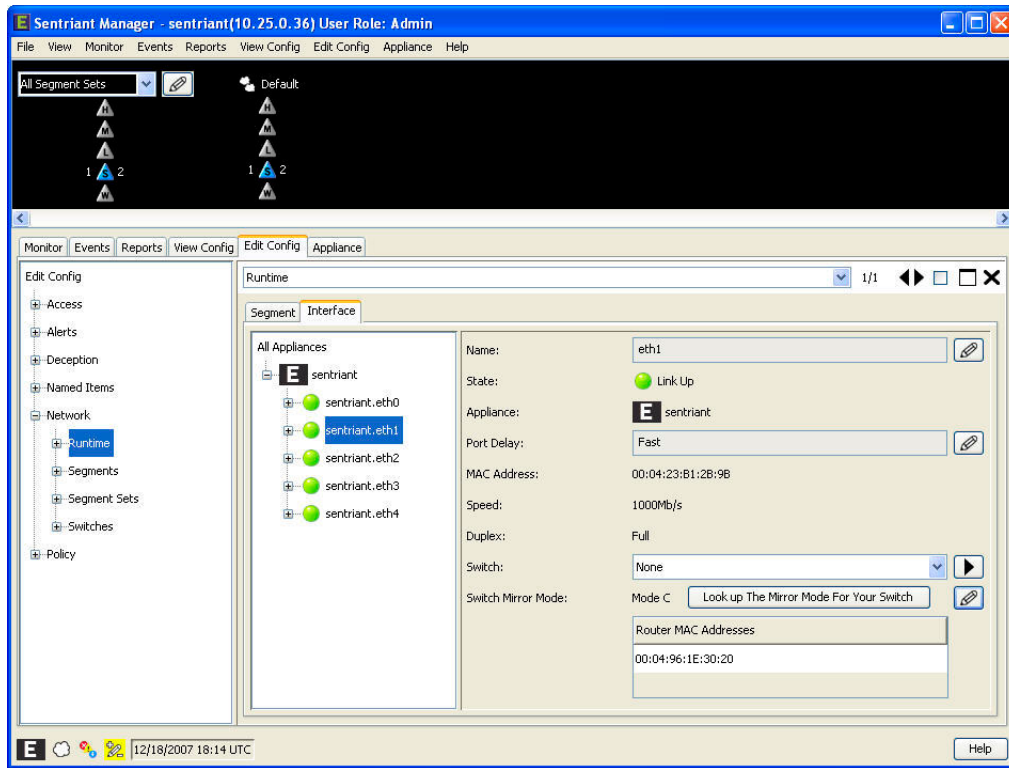 E Sentriant Manager - sentriant(10.25.0.36) User Role: Admin
File View Monitor Events Reports View Config Edit Config Appliance Help
All Segment Sets
Default
H
H
M
M
L
L
1 S 2
1 S 2
W
W
Monitor Events Reports View Config Edit Config Appliance
Edit Config
Access
Alerts
Deception
Named Items
Network
Runtime
Segments
Segment Sets
Switches
Policy
Runtime
1/1
Segment Interface
All Appliances
E sentriant
sentriant.eth0
sentriant.eth1
sentriant.eth2
sentriant.eth3
sentriant.eth4
Name: eth1
State: Link Up
Appliance: E sentriant
Port Delay: Fast
MAC Address: 00:04:23:B1:2B:9B
Speed: 1000Mb/s
Duplex: Full
Switch: None
Switch Mirror Mode: Mode C Look up The Mirror Mode For Your Switch
Router MAC Addresses
00:04:96:1E:30:20
E 12/18/2007 18:14 UTC
Help